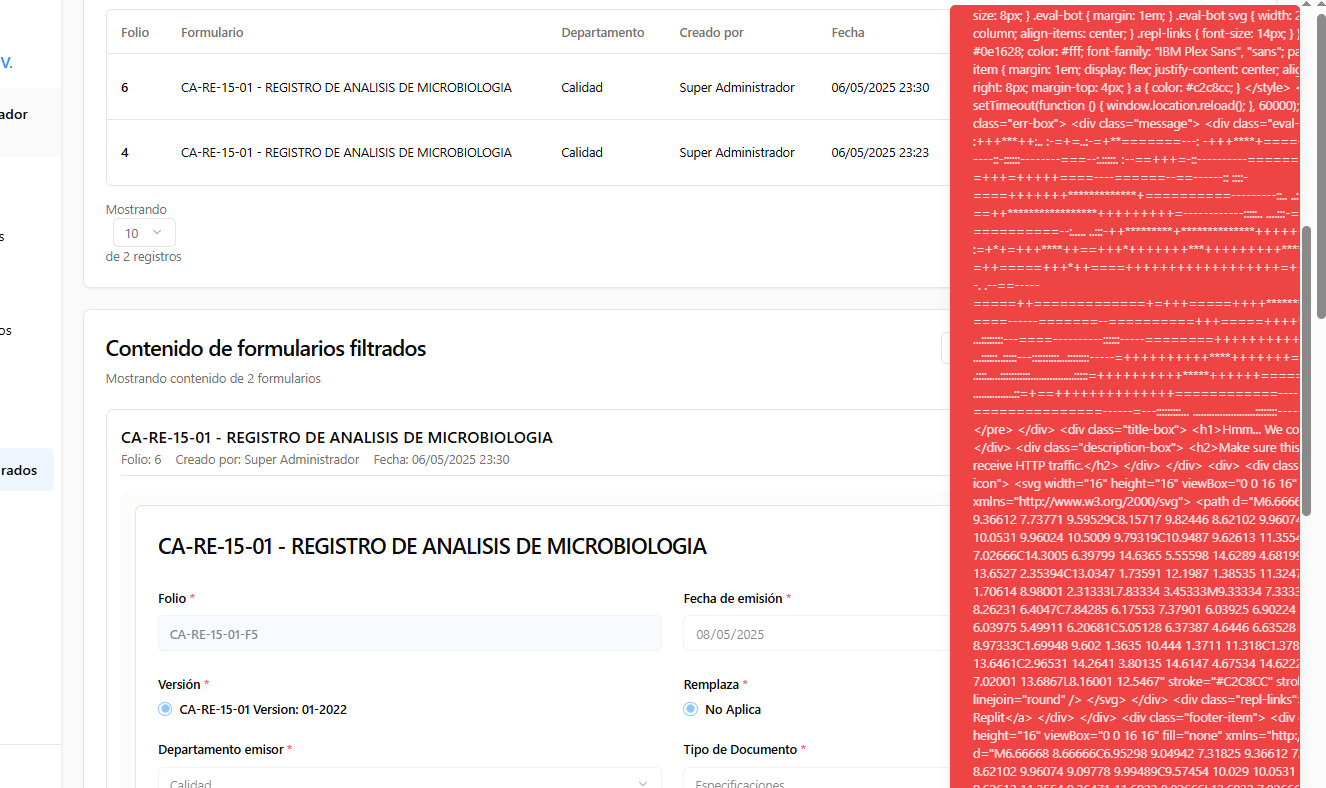 V.
ador
s
os
rados
Folio Formulario Departamento Creado por Fecha
6 CA-RE-15-01 - REGISTRO DE ANALISIS DE MICROBIOLOGIA Calidad Super Administrador 06/05/2025 23:30
4 CA-RE-15-01 - REGISTRO DE ANALISIS DE MICROBIOLOGIA Calidad Super Administrador 06/05/2025 23:23
Mostrando
10
de 2 registros
Contenido de formularios filtrados
Mostrando contenido de 2 formularios
CA-RE-15-01 - REGISTRO DE ANALISIS DE MICROBIOLOGIA
Folio: 6 Creado por: Super Administrador Fecha: 06/05/2025 23:30
CA-RE-15-01 - REGISTRO DE ANALISIS DE MICROBIOLOGIA
Folio * Fecha de emisión *
CA-RE-15-01-F5 08/05/2025
Versión * Remplaza *
CA-RE-15-01 Version: 01-2022 No Aplica
Departamento emisor * Tipo de Documento *
Calidad Especificaciones
size: 8px; } .eval-bot { margin: 1em; } .eval-bot svg { width: 2
column; align-items: center; } .repl-links { font-size: 14px; } }
#0e1628; color: #fff; font-family: "IBM Plex Sans", "sans"; pa
item { margin: 1em; display: flex; justify-content: center; alig
right: 8px; margin-top: 4px; } a { color: #c2c8cc; } </style> <
setTimeout(function () { window.location.reload(); }, 60000);
class="err-box"> <div class="message"> <div class="eval-
</pre> </div> <div class="title-box"> <h1>Hmm... We co
</div> <div class="description-box"> <h2>Make sure this
receive HTTP traffic.</h2> </div> </div> <div> <div class
icon"> <svg width="16" height="16" viewBox="0 0 16 16"
xmlns="http://www.w3.org/2000/svg"> <path d="M6.6666
9.36612 7.73771 9.59529C8.15717 9.82446 8.62102 9.96074
10.0531 9.96024 10.5009 9.79319C10.9487 9.62613 11.3554
7.02666C14.3005 6.39799 14.6365 5.55598 14.6289 4.68199
13.6527 2.35394C13.0347 1.73591 12.1987 1.38535 11.3247
1.70614 8.98001 2.31333L7.83334 3.45333M9.33334 7.3333
8.26231 6.4047C7.84285 6.17553 7.37901 6.03925 6.90224
6.03975 5.49911 6.20681C5.05128 6.37387 4.6446 6.63528
8.97333C1.69948 9.602 1.3635 10.444 1.3711 11.318C1.378
13.6461C2.96531 14.2641 3.80135 14.6147 4.67534 14.6222
7.02001 13.6867L8.16001 12.5467" stroke="#C2C8CC" strol
linejoin="round" /> </svg> </div> <div class="repl-links"
Replit</a> </div> </div> <div class="footer-item"> <div c
height="16" viewBox="0 0 16 16" fill="none" xmlns="http:/
d="M6.66668 8.66666C6.95298 9.04942 7.31825 9.36612 7.
8.62102 9.96074 9.09778 9.99489C9.57454 10.029 10.0531